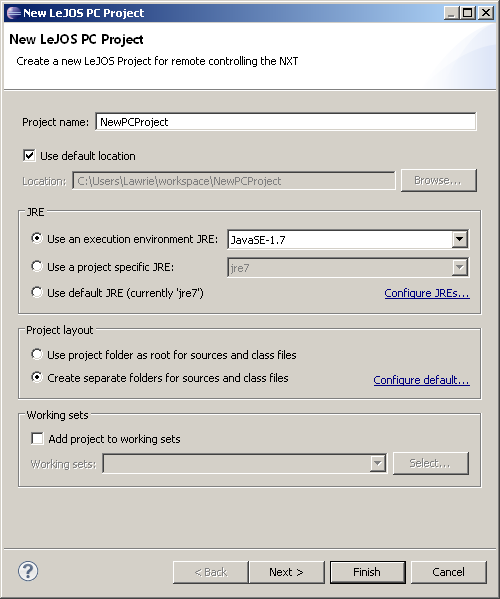 New LeJOS PC Project
New LeJOS PC Project
Create a new LeJOS Project for remote controlling the NXT
Project name: NewPCProject
Use default location
Location: C:\Users\Lawrie\workspace\NewPCProject Browse...
JRE
Use an execution environment JRE: JavaSE-1.7
Use a project specific JRE: jre7
Use default JRE (currently 'jre7') Configure JREs...
Project layout
Use project folder as root for sources and class files
Create separate folders for sources and class files Configure default...
Working sets
Add project to working sets
Working sets: Select...
? < Back Next > Finish Cancel